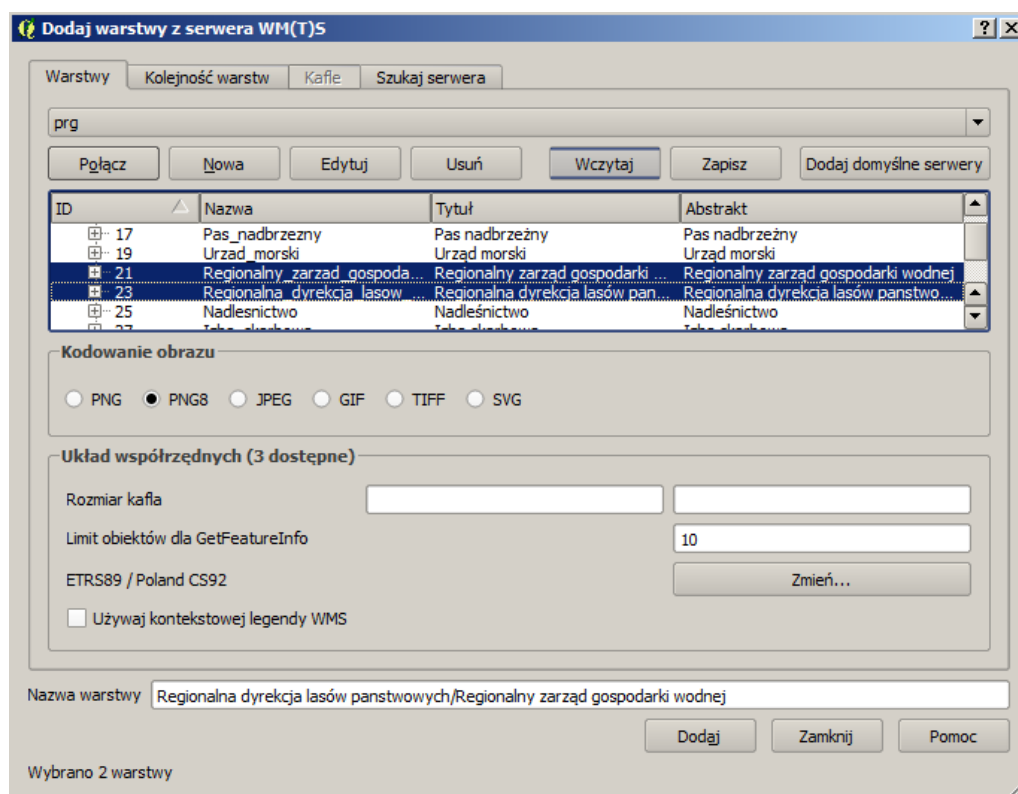 Dodaj warstwy z serwera WM(T)S
Warstwy Kolejność warstw Kafle Szukaj serwera
prg
Połącz Nowa Edytuj Usuń Wczytaj Zapisz Dodaj domyślne serwery
ID Nazwa Tytuł Abstrakt
17 Pas_nadbrzezny Pas nadbrzeżny Pas nadbrzeżny
19 Urzad_morski Urząd morski Urząd morski
21 Regionalny_zarzad_gospoda... Regionalny zarząd gospodarki ... Regionalny zarząd gospodarki wodnej
23 Regionalna_dyrekcja_lasow_... Regionalna dyrekcja lasów pan... Regionalna dyrekcja lasów panstwo...
25 Nadlesnictwo Nadleśnictwo Nadleśnictwo
Kodowanie obrazu
PNG PNG8 JPEG GIF TIFF SVG
Układ współrzędnych (3 dostępne)
Rozmiar kafla
Limit obiektów dla GetFeatureInfo 10
ETRS89 / Poland CS92 Zmień...
Używaj kontekstowej legendy WMS
Nazwa warstwy Regionalna dyrekcja lasów panstwowych/Regionalny zarząd gospodarki wodnej
Dodaj Zamknij Pomoc
Wybrano 2 warstwy